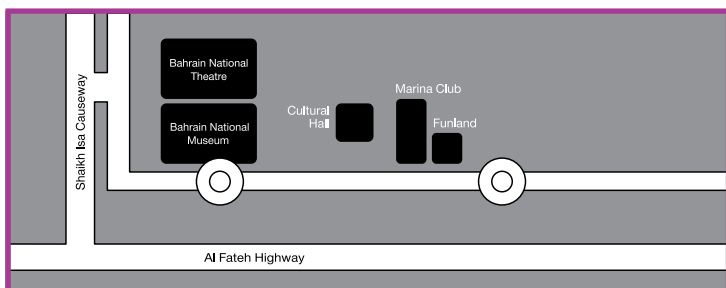 Bahrain National
Theatre
Bahrain National
Museum
Cultural
Hall
Marina Club
Funland
Shaikh Isa Causeway
Al Fateh Highway